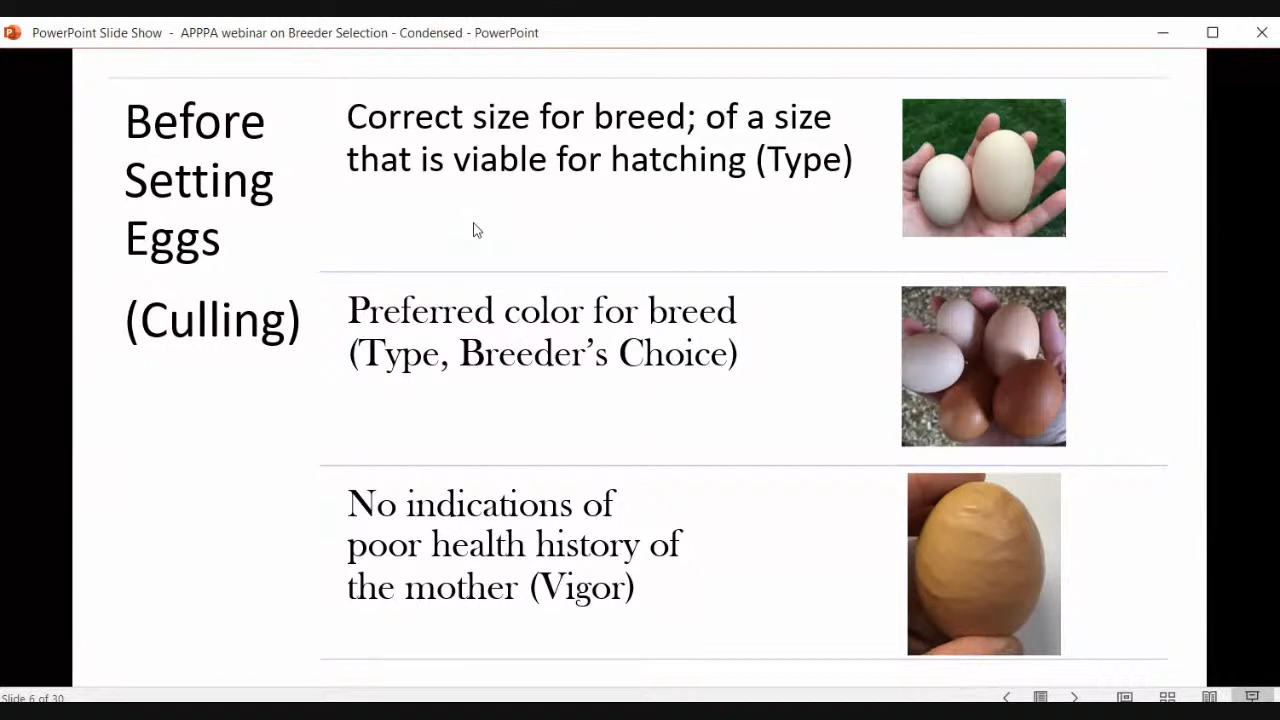 PowerPoint Slide Show - APPPA webinar on Breeder Selection - Condensed - PowerPoint
Before
Setting
Eggs
(Culling)
Correct size for breed; of a size
that is viable for hatching (Type)
Preferred color for breed
(Type, Breeder’s Choice)
No indications of
poor health history of
the mother (Vigor)
Slide 6 of 30